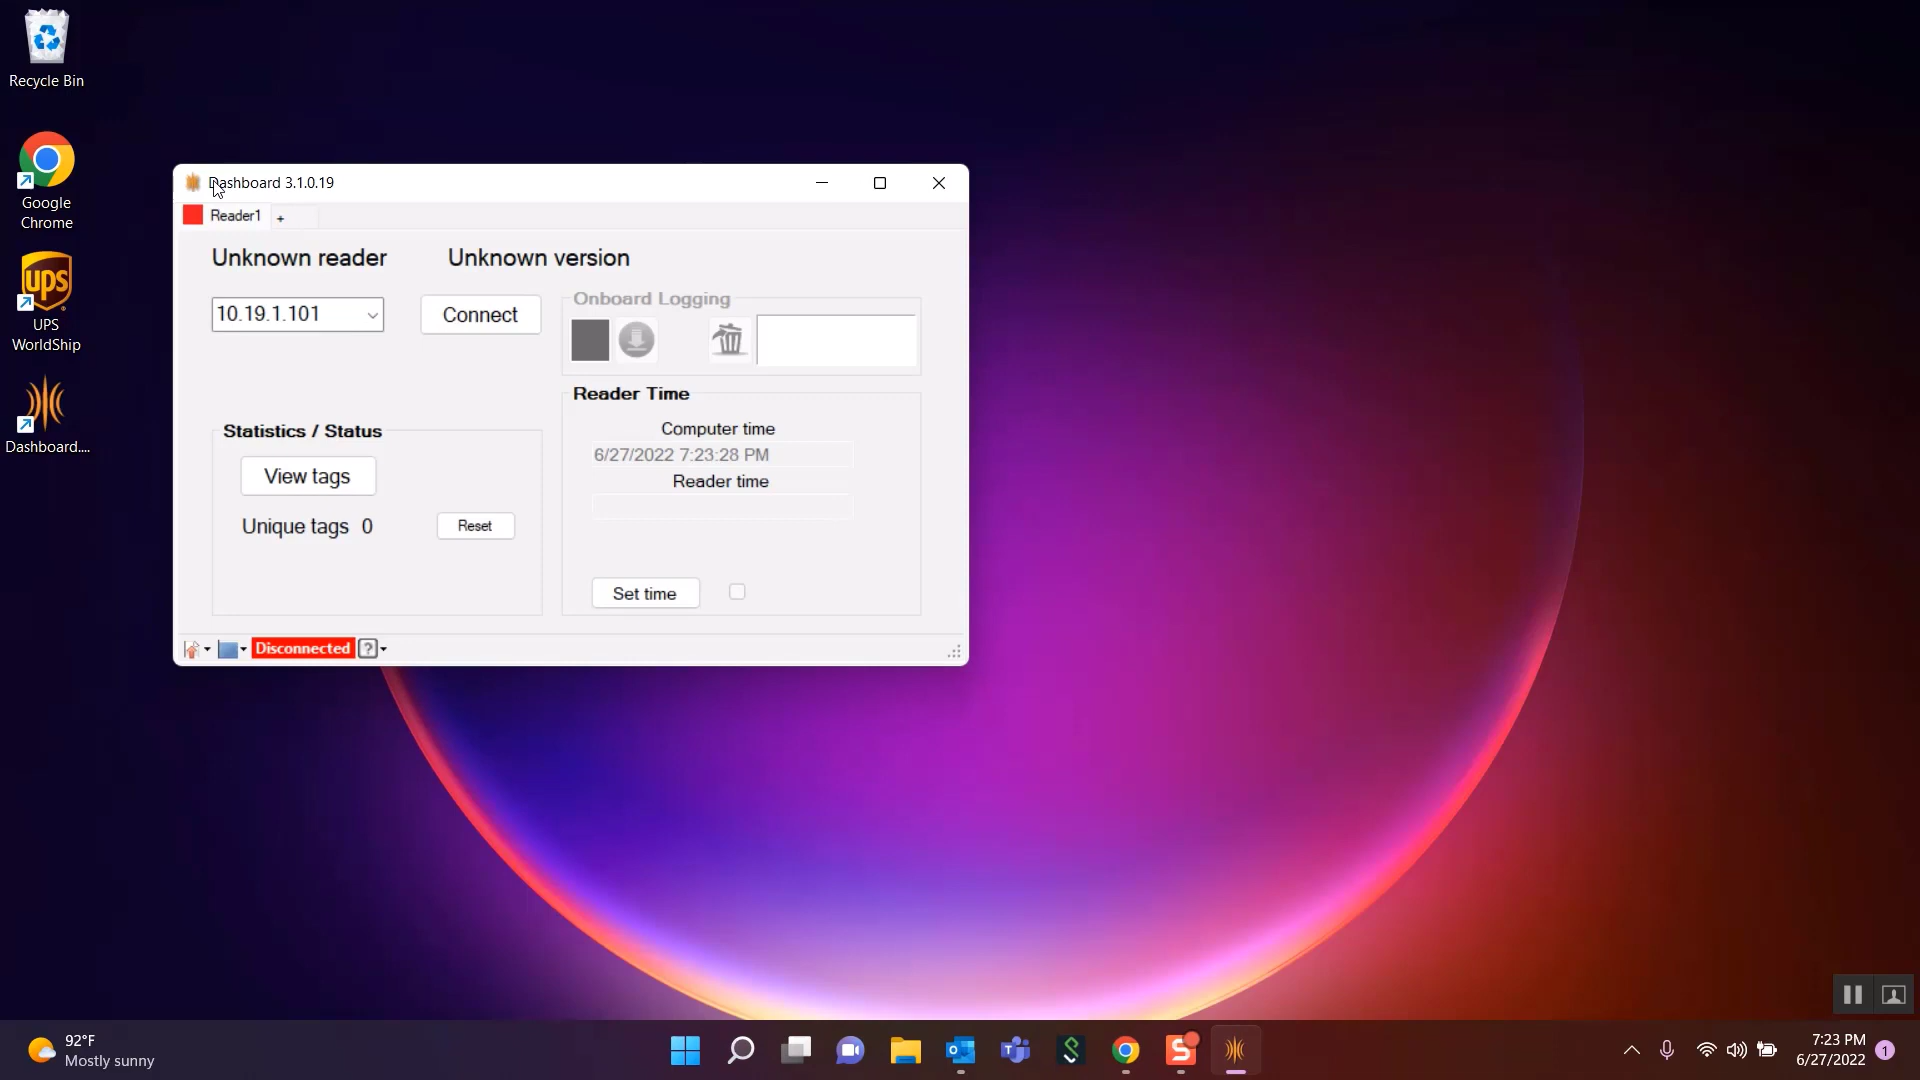 Recycle Bin
Google
Chrome
ups
UPS
WorldShip
Dashboard....
Dashboard 3.1.0.19
Reader1
+
Unknown reader
Unknown version
10.19.1.101
Connect
Onboard Logging
Reader Time
Computer time
6/27/2022 7:23:28 PM
Reader time
Set time
Statistics / Status
View tags
Unique tags 0
Reset
Disconnected
?
92°F
Mostly sunny
7:23 PM
6/27/2022
1